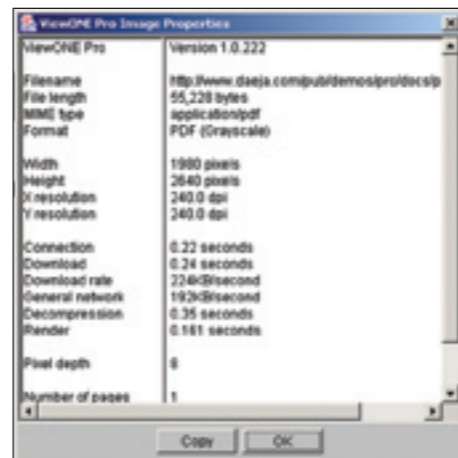 ViewONE Pro Image Properties
ViewONE Pro Version 1.0.222
Filename http://www.daeja.com/pub/demos/pro/docs/p
File length 55,228 bytes
MIME type application/pdf
Format PDF (Grayscale)
Width 1980 pixels
Height 2640 pixels
X resolution 240.0 dpi
Y resolution 240.0 dpi
Connection 0.22 seconds
Download 0.24 seconds
Download rate 224KB/second
General network 192KB/second
Decompression 0.35 seconds
Render 0.161 seconds
Pixel depth 8
Number of pages 1
Copy OK